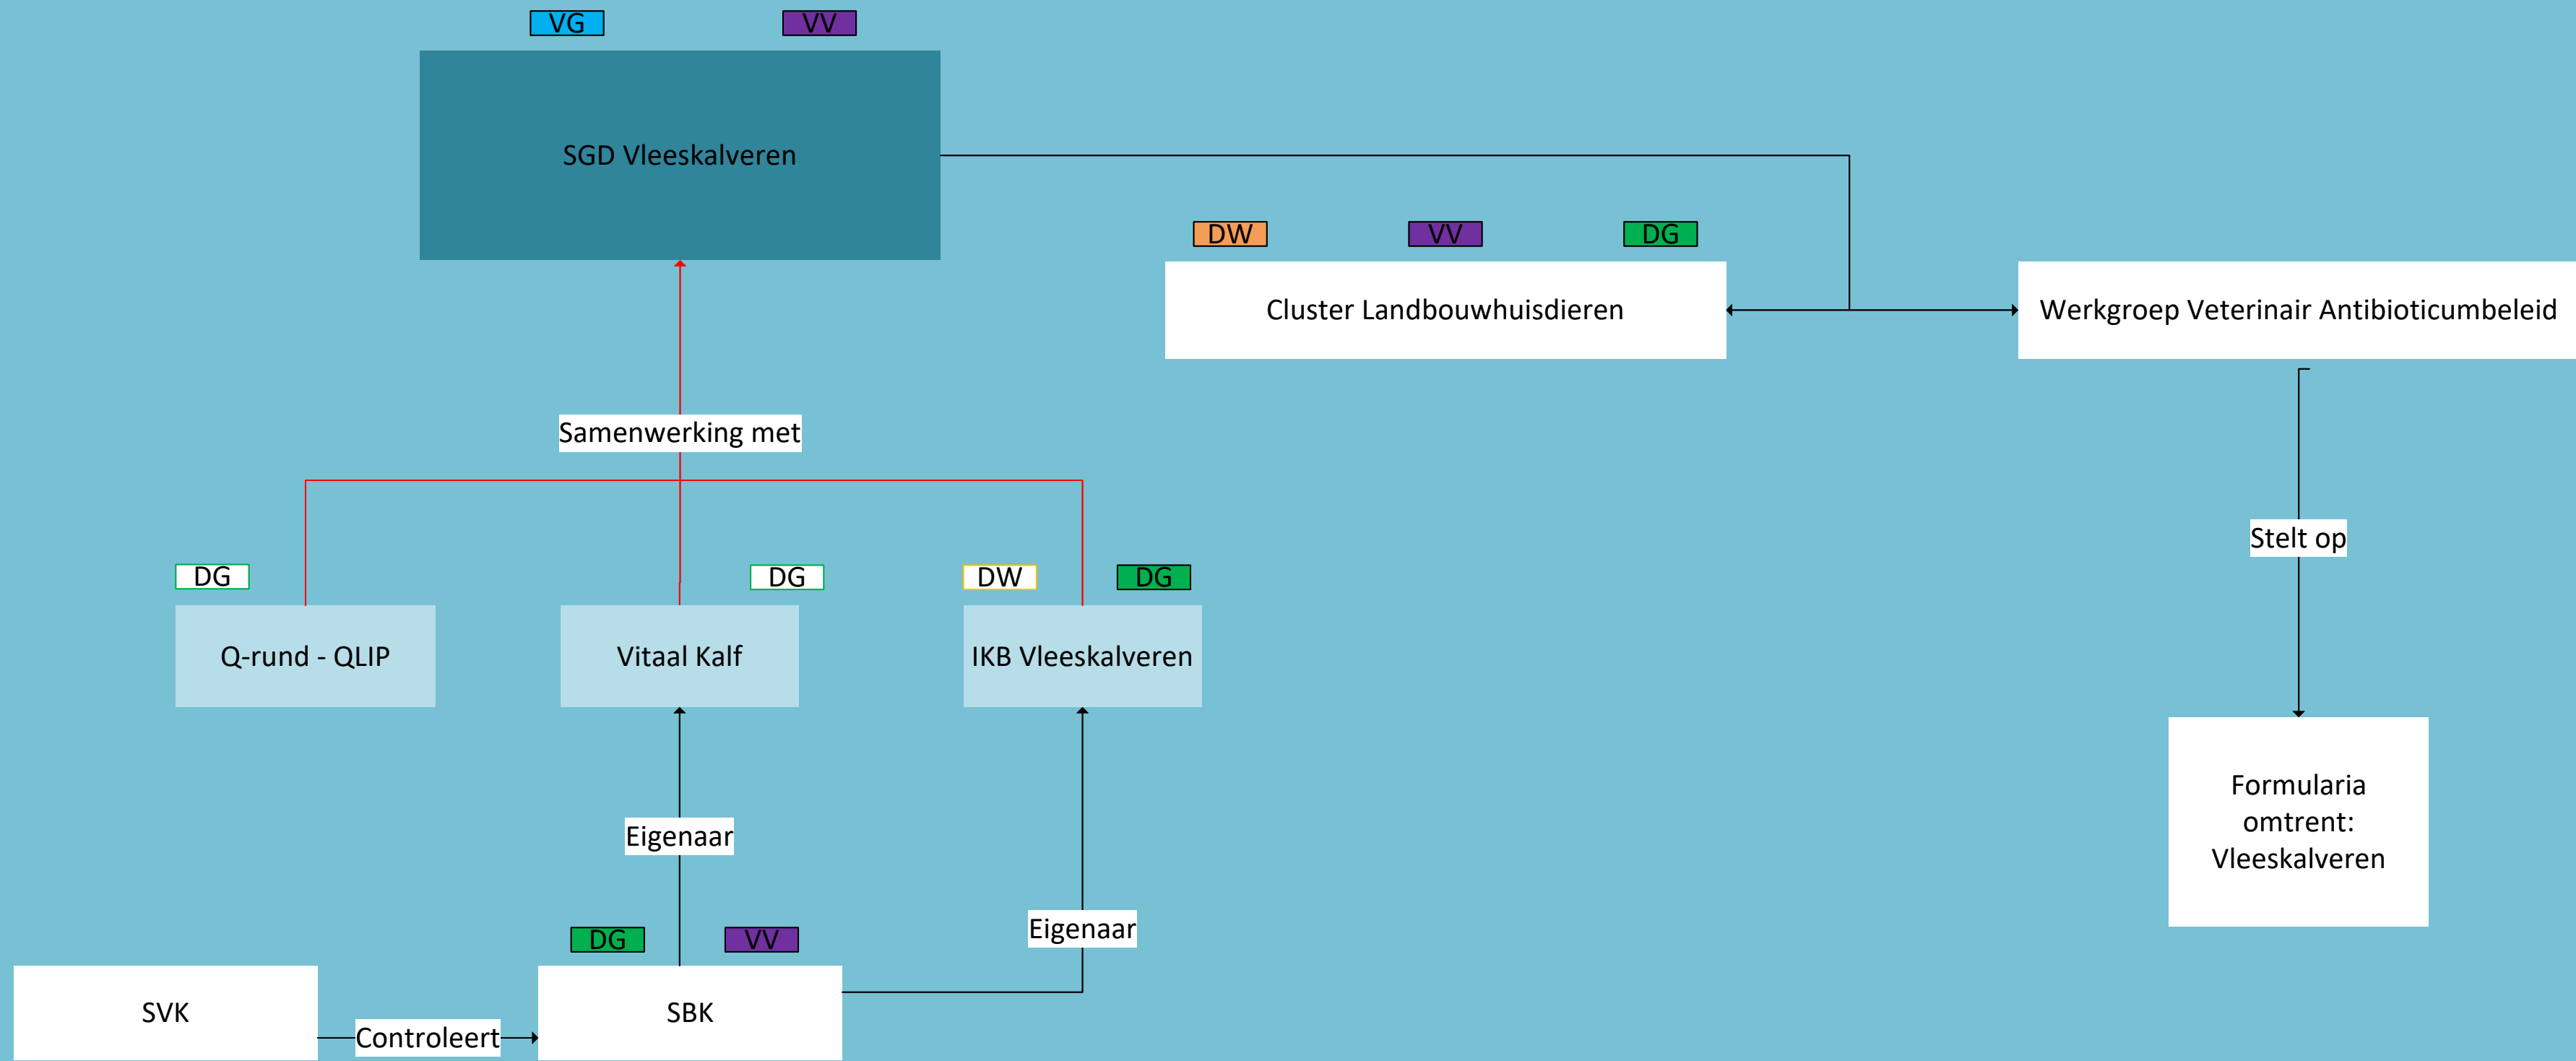 VG
VV
SGD Vleeskalveren
DW
VV
DG
Cluster Landbouwhuisdieren
Werkgroep Veterinair Antibioticumbeleid
Samenwerking met
Stelt op
DG
DG
DW
DG
Q-rund - QLIP
Vitaal Kalf
IKB Vleeskalveren
Formularia
omtrent:
Vleeskalveren
Eigenaar
Eigenaar
DG
VV
SVK
Controleert
SBK